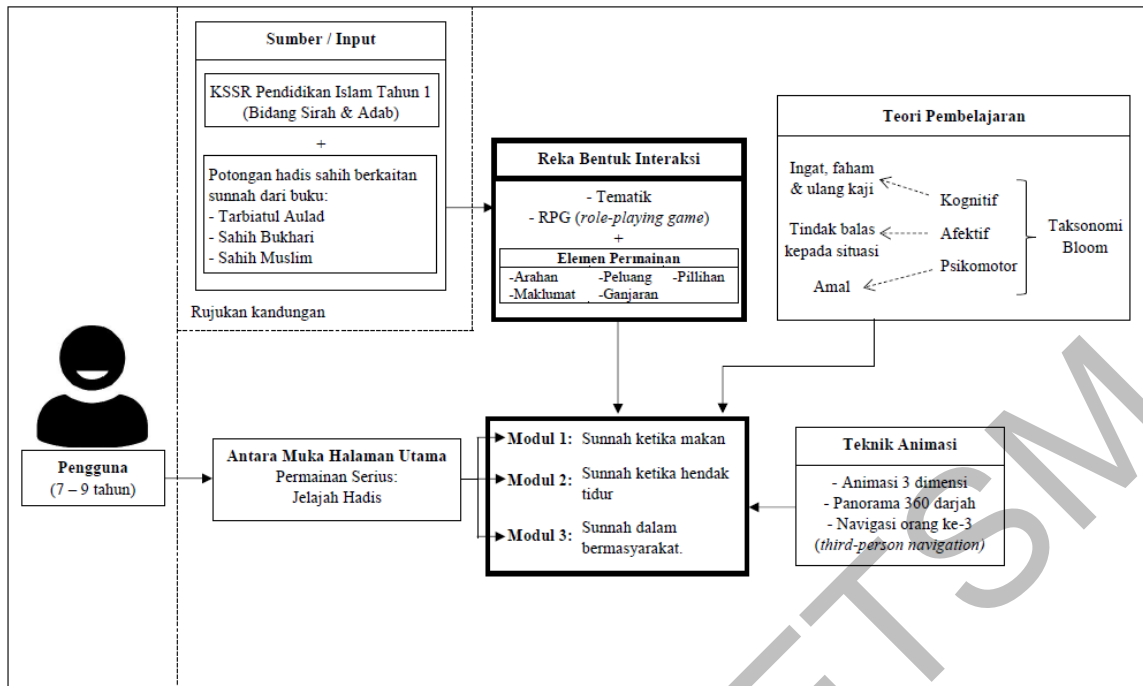 Sumber / Input
KSSR Pendidikan Islam Tahun 1
(Bidang Sirah & Adab)
+
Potongan hadis sahih berkaitan
sunnah dari buku:
- Tarbiatul Aulad
- Sahih Bukhari
- Sahih Muslim
Rujukan kandungan
Reka Bentuk Interaksi
- Tematik
- RPG (role-playing game)
+
Elemen Permainan
-Arahan -Peluang -Pillihan
-Maklumat -Ganjaran
Teori Pembelajaran
Ingat, faham
& ulang kaji
Tindak balas
kepada situasi
Amal
Kognitif
Afektif
Psikomotor
Taksonomi
Bloom
Pengguna
(7 – 9 tahun)
Antara Muka Halaman Utama
Permainan Serius:
Jelajah Hadis
Modul 1: Sunnah ketika makan
Modul 2: Sunnah ketika hendak
tidur
Modul 3: Sunnah dalam
bermasyarakat.
Teknik Animasi
- Animasi 3 dimensi
- Panorama 360 darjah
- Navigasi orang ke-3
(third-person navigation)
FTSM